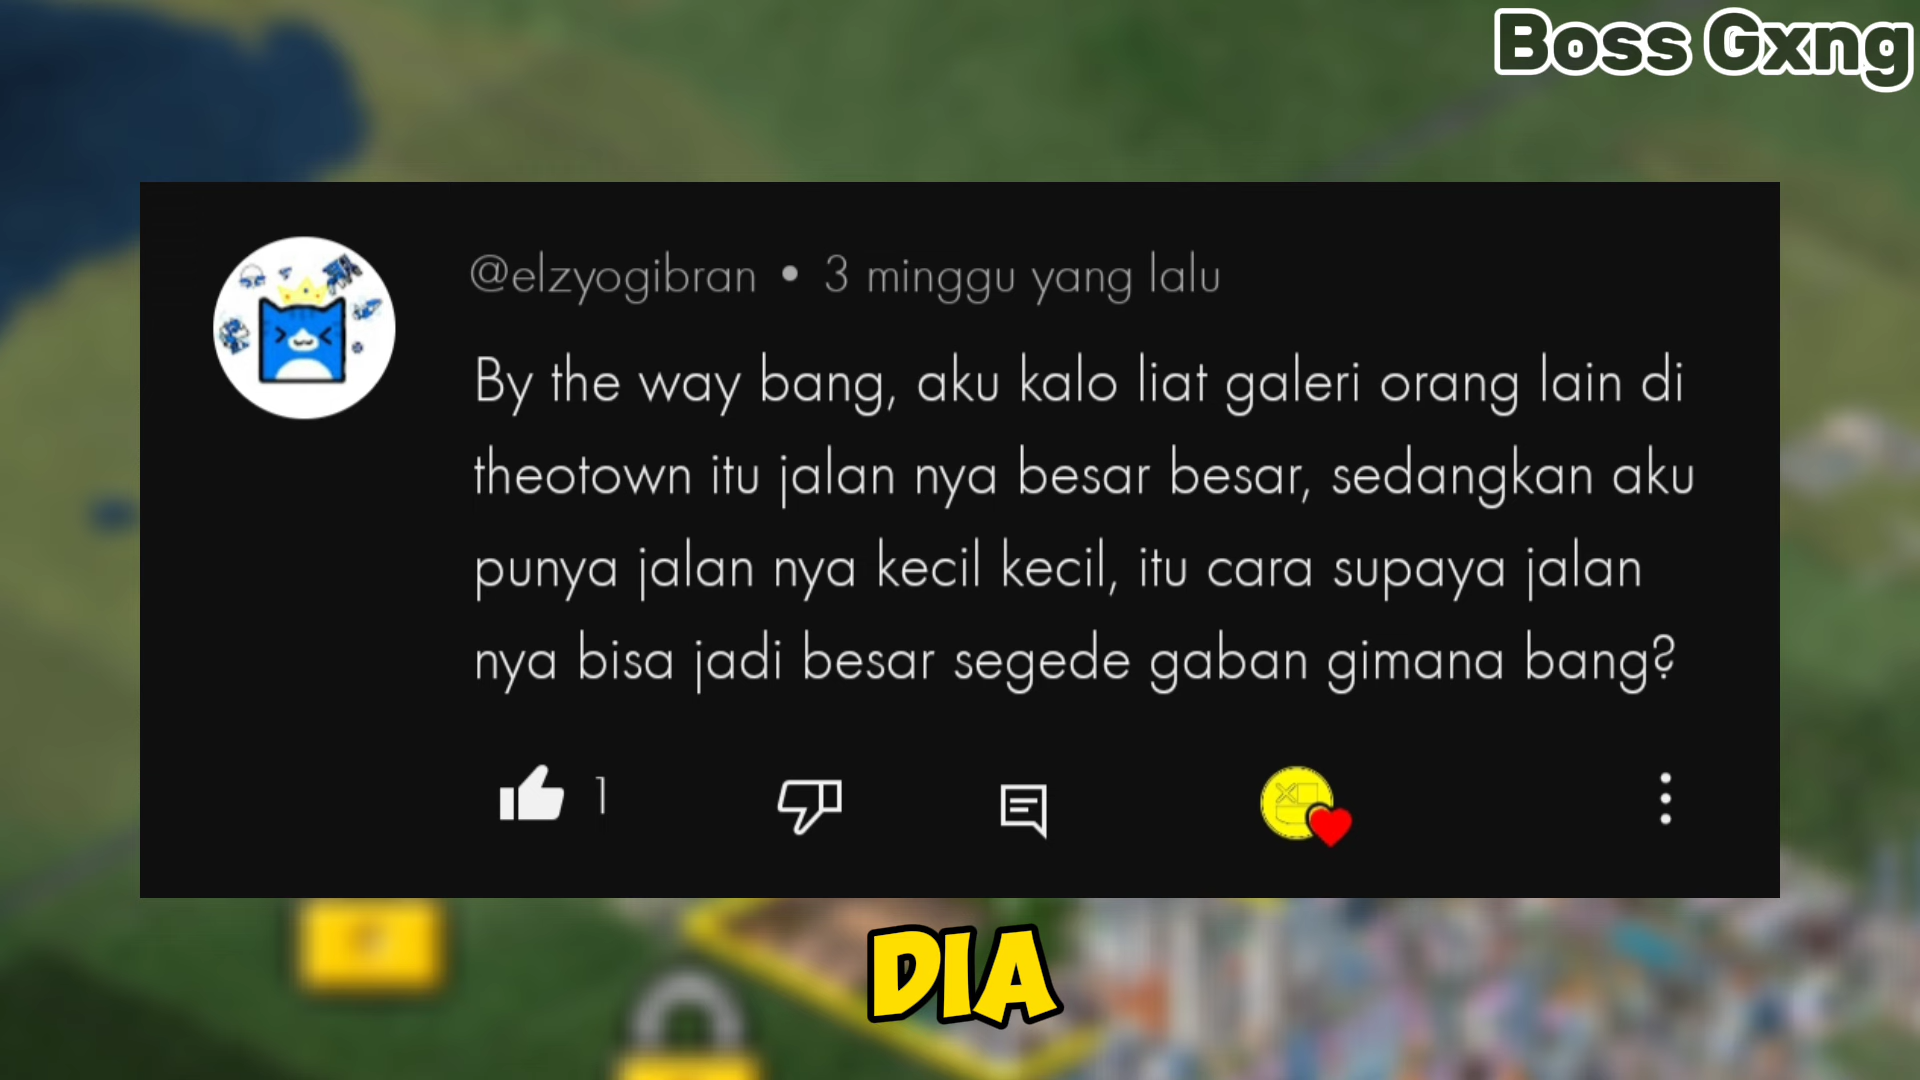 Boss Gxng
@elzyogibran • 3 minggu yang lalu
By the way bang, aku kalo liat galeri orang lain di
theotown itu jalan nya besar besar, sedangkan aku
punya jalan nya kecil kecil, itu cara supaya jalan
nya bisa jadi besar segede gaban gimana bang?
1
DIA